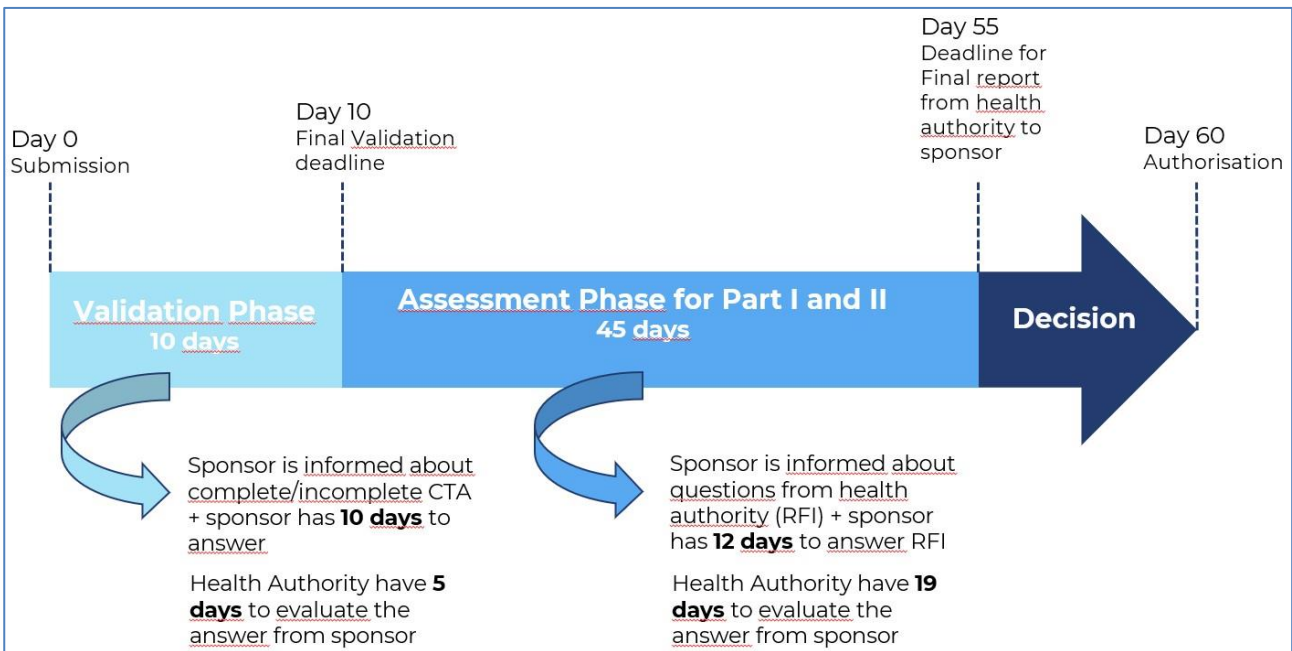 Day 0
Submission
Day 10
Final Validation
deadline
Day 55
Deadline for
Final report
from health
authority to
sponsor
Day 60
Authorisation
Validation Phase
10 days
Assessment Phase for Part I and II
45 days
Decision
Sponsor is informed about
complete/incomplete CTA
+ sponsor has 10 days to
answer
Health Authority have 5
days to evaluate the
answer from sponsor
Sponsor is informed about
questions from health
authority (RFI) + sponsor
has 12 days to answer RFI
Health Authority have 19
days to evaluate the
answer from sponsor